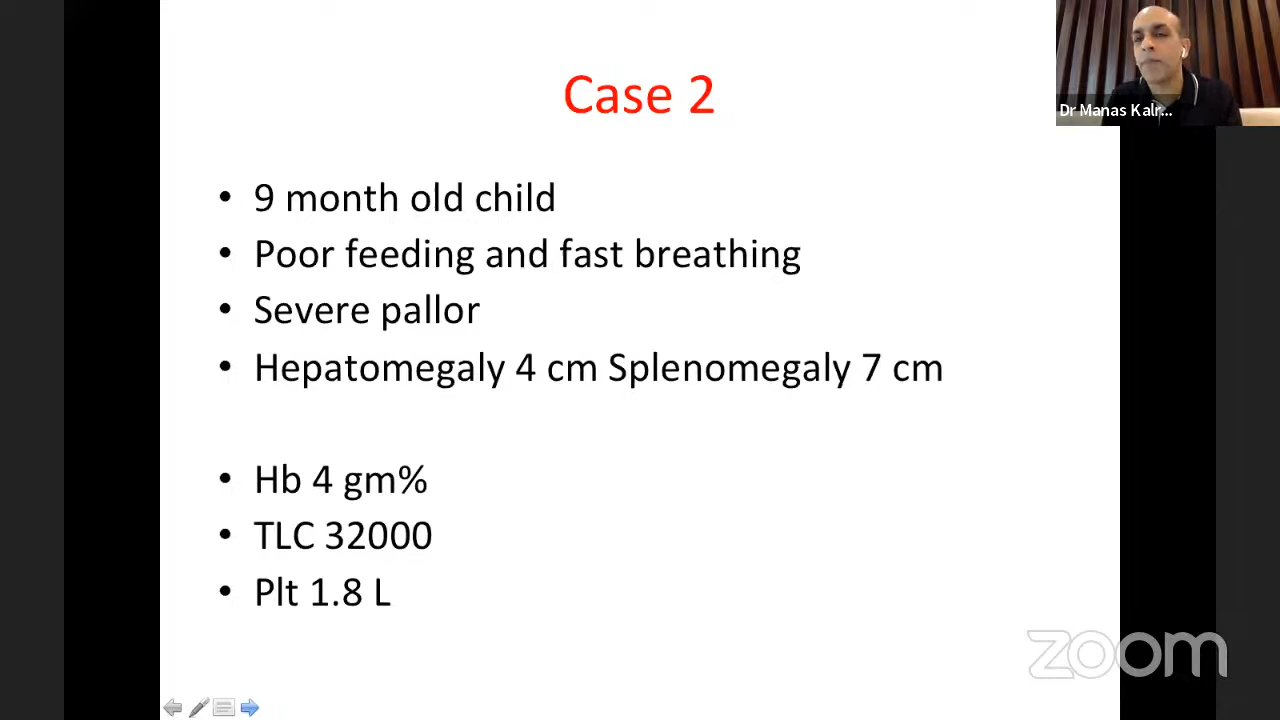 Case 2
Dr Manas Kalr...
• 9 month old child
• Poor feeding and fast breathing
• Severe pallor
• Hepatomegaly 4 cm Splenomegaly 7 cm
• Hb 4 gm%
• TLC 32000
• Plt 1.8 L
zoom